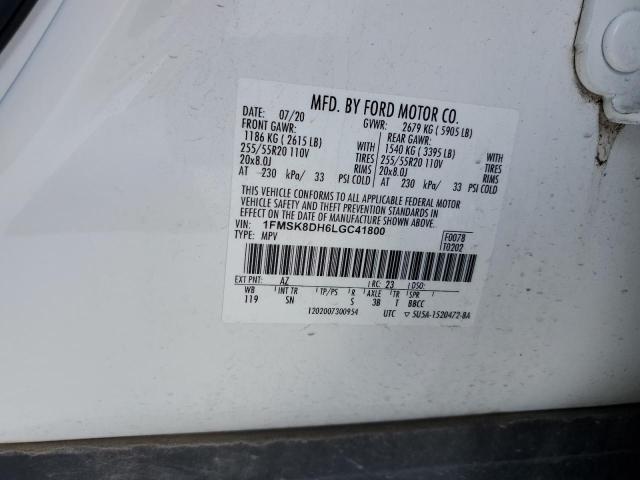 MFD. BY FORD MOTOR CO.
DATE: 07/20 GVWR: 2679 KG ( 5905 LB)
FRONT GAWR: REAR GAWR:
1186 KG ( 2615 LB) WITH 1540 KG ( 3395 LB) WITH
255/55R20 110V TIRES 255/55R20 110V TIRES
20x8.0J RIMS 20x8.0J RIMS
AT 230 kPa/ 33 PSI COLD AT 230 kPa/ 33 PSI COLD
THIS VEHICLE CONFORMS TO ALL APPLICABLE FEDERAL MOTOR
VEHICLE SAFETY AND THEFT PREVENTION STANDARDS IN
EFFECT ON THE DATE OF MANUFACTURE SHOWN ABOVE.
VIN: 1FMSK8DH6LGC41800 F0078
TYPE: MPV T0202
EXT PNT: AZ RC: 23 DSO:
WB INT TR TP/PS R AXLE TR SPR
119 SN S 3B T BBCC
1202007300954 UTC ▽ 5U5A-1520472-BA